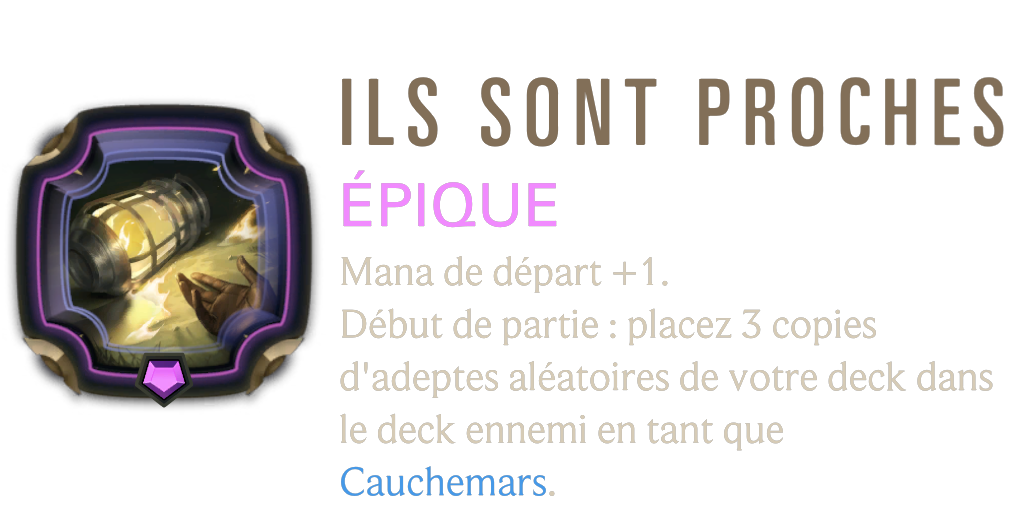 ILS SONT PROCHES
ÉPIQUE
Mana de départ +1.
Début de partie : placez 3 copies
d'adeptes aléatoires de votre deck dans
le deck ennemi en tant que
Cauchemars.